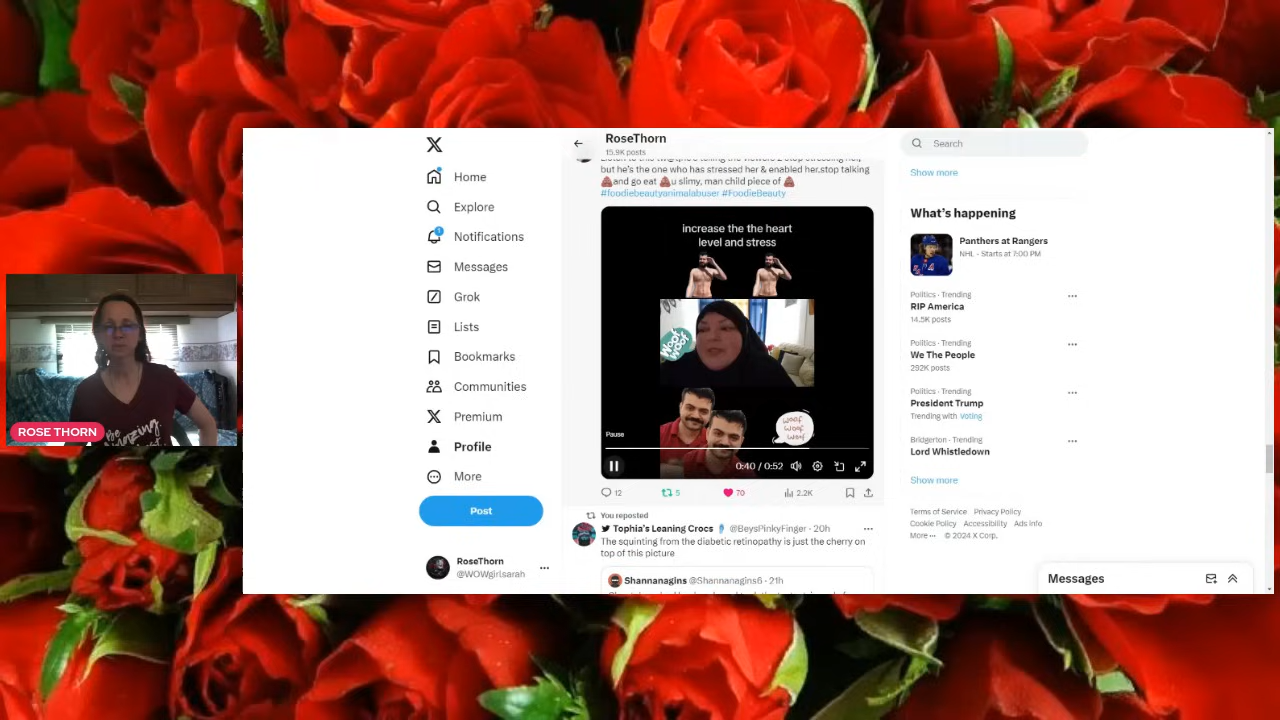 RoseThorn
15.9K posts
but he's the one who has stressed her & enabled her.stop talking
💩and go eat 💩u slimy, man child piece of 💩
#foodiebeautyanimalabuser #FoodieBeauty
increase the the heart
level and stress
WOOF
WOOF
woof
woof
woof
Pause
0:40 / 0:52
12
5
70
2.2K
You reposted
Tophia's Leaning Crocs @BeysPinkyFinger · 20h
The squinting from the diabetic retinopathy is just the cherry on
top of this picture
Shannanagins @Shannanagins6 · 21h
Home
Explore
1
Notifications
Messages
Grok
Lists
Bookmarks
Communities
Premium
Profile
More
Post
RoseThorn
@WOWgirlsarah
Search
Show more
What's happening
Panthers at Rangers
NHL · Starts at 7:00 PM
Politics · Trending
RIP America
14.5K posts
Politics · Trending
We The People
292K posts
Politics · Trending
President Trump
Trending with Voting
Bridgerton · Trending
Lord Whistledown
Show more
Terms of Service Privacy Policy
Cookie Policy Accessibility Ads info
More ··· © 2024 X Corp.
Messages
ROSE THORN